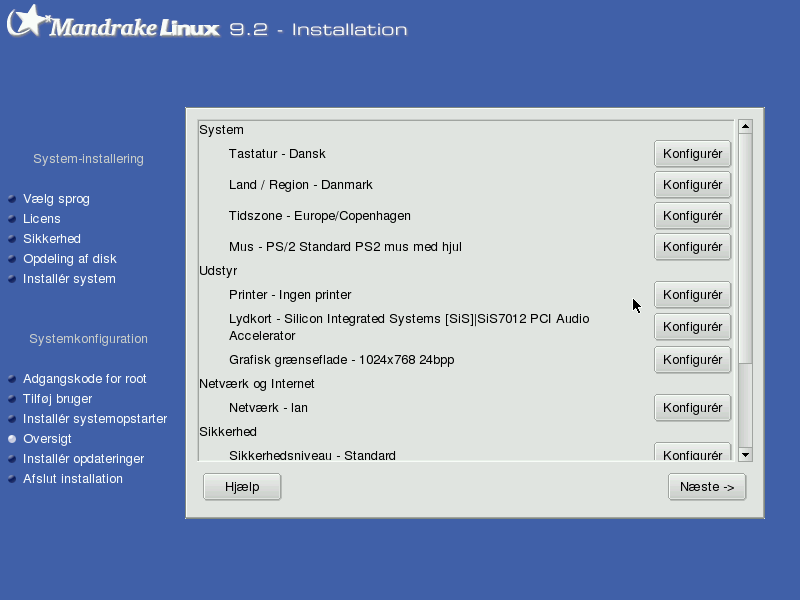 MandrakeLinux 9.2 - Installation
System-installering
Vælg sprog
Licens
Sikkerhed
Opdeling af disk
Installér system
Systemkonfiguration
Adgangskode for root
Tilføj bruger
Installér systemopstarter
Oversigt
Installér opdateringer
Afslut installation
System
Tastatur - Dansk
Konfigurér
Land / Region - Danmark
Konfigurér
Tidszone - Europe/Copenhagen
Konfigurér
Mus - PS/2 Standard PS2 mus med hjul
Konfigurér
Udstyr
Printer - Ingen printer
Konfigurér
Lydkort - Silicon Integrated Systems [SiS]|SiS7012 PCI Audio
Accelerator
Konfigurér
Grafisk grænseflade - 1024x768 24bpp
Konfigurér
Netværk og Internet
Netværk - lan
Konfigurér
Sikkerhed
Sikkerhedsniveau - Standard
Konfigurér
Hjælp
Næste ->